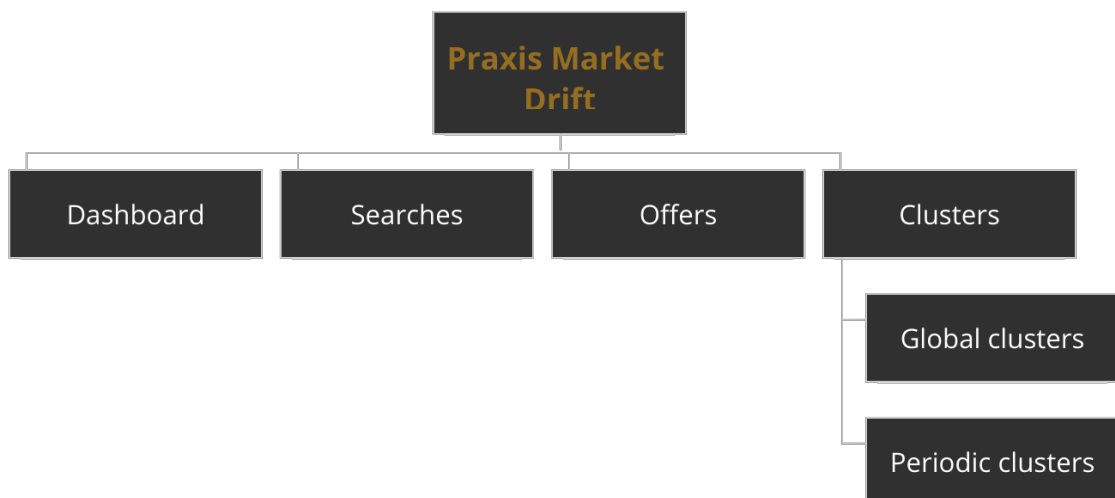 Praxis Market
Drift
Dashboard
Searches
Offers
Clusters
Global clusters
Periodic clusters